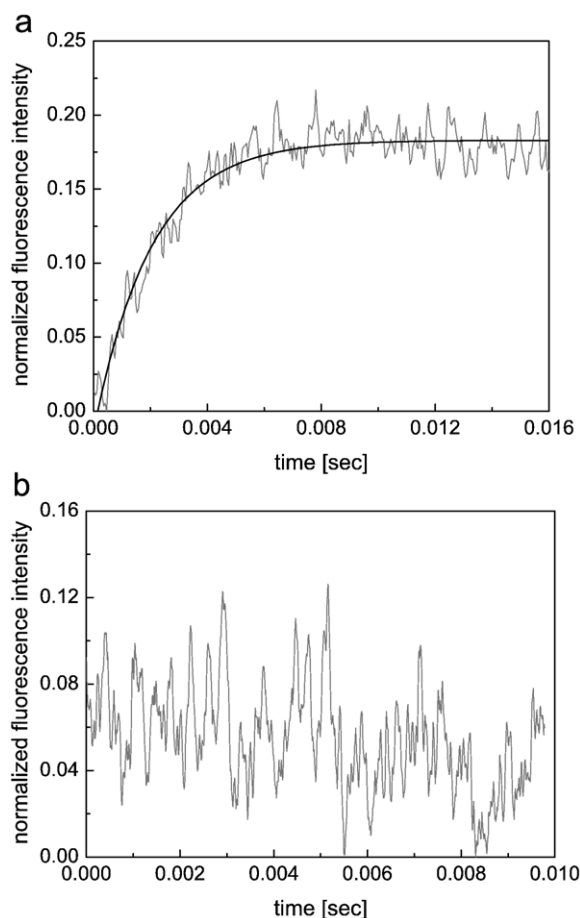 a
0.25
0.20
0.15
0.10
0.05
0.00
normalized fluorescence intensity
0.000 0.004 0.008 0.012 0.016
time [sec]
b
0.16
0.12
0.08
0.04
0.00
normalized fluorescence intensity
0.000 0.002 0.004 0.006 0.008 0.010
time [sec]